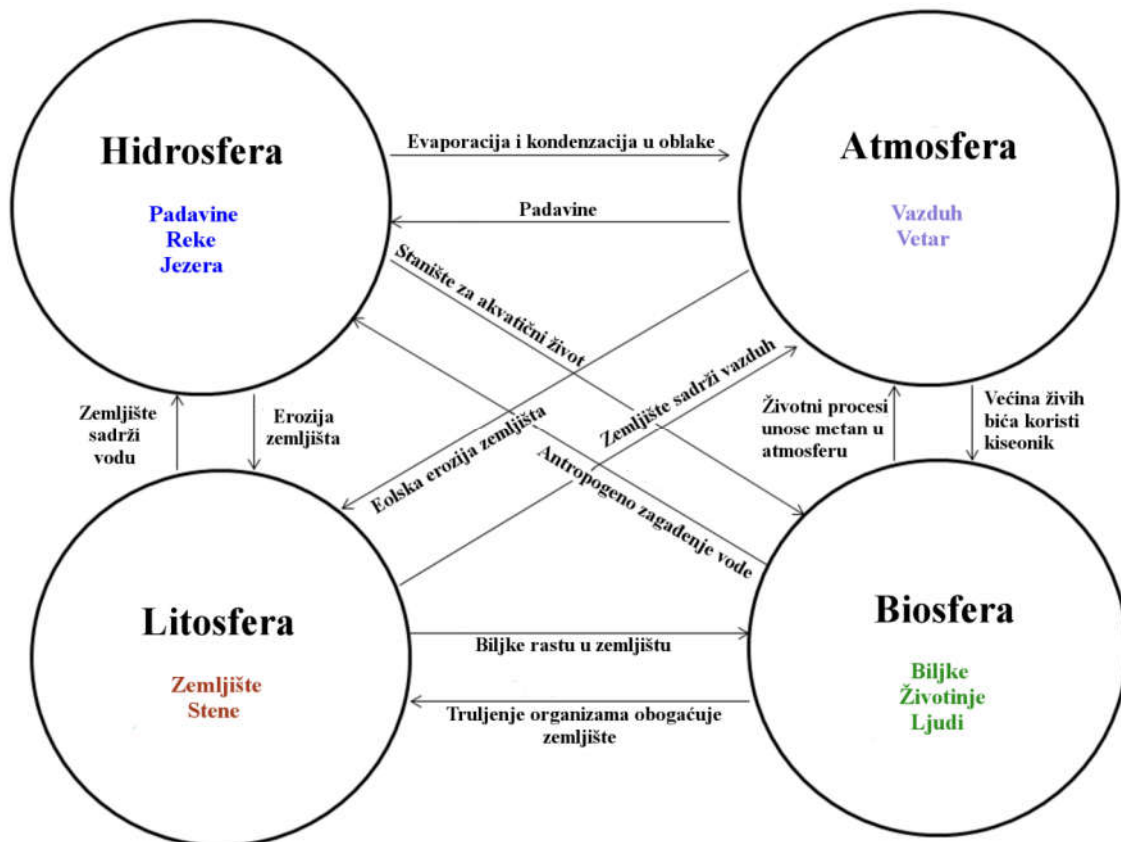 Hidrosfera
Padavine
Reke
Jezera
Evaporacija i kondenzacija u oblake
Padavine
Atmosfera
Vazduh
Vetar
Stanište za akvatični život
Eolska erozija zemljišta
Zemljište sadrži vazduh
Antropogeno zagađenje vode
Zemljište
sadrži
vodu
Erozija
zemljišta
Životni procesi
unose metan u
atmosferu
Većina živih
bića koristi
kiseonik
Litosfera
Zemljište
Stene
Biljke rastu u zemljištu
Truljenje organizama obogaćuje
zemljište
Biosfera
Biljke
Životinje
Ljudi